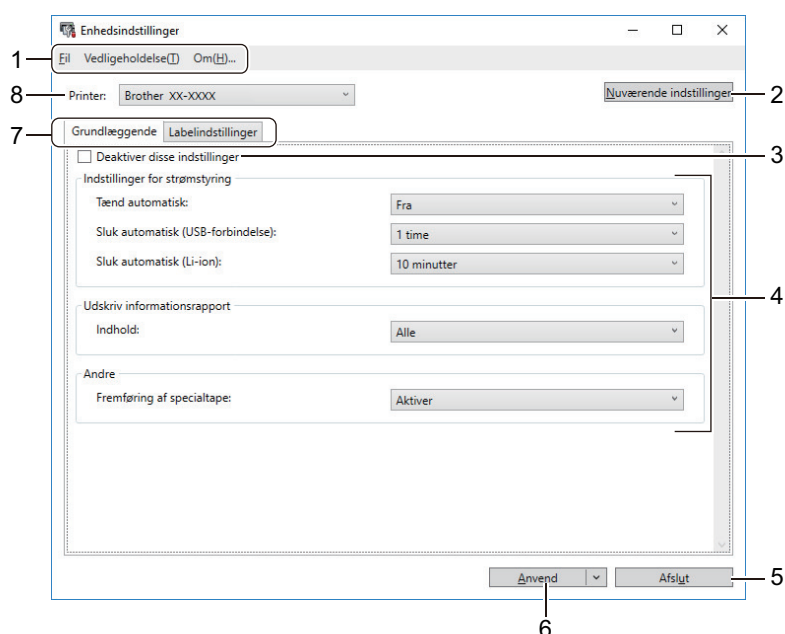 Enhedsindstillinger
1
Fil Vedligeholdelse(T) Om(H)...
8
Printer: Brother XX-XXXX
Nuværende indstillinger
2
7
Grundlæggende Labelindstillinger
Deaktiver disse indstillinger
3
Indstillinger for strømstyring
Tænd automatisk: Fra
Sluk automatisk (USB-forbindelse): 1 time
Sluk automatisk (Li-ion): 10 minutter
4
Udskriv informationsrapport
Indhold: Alle
Andre
Fremføring af specialtape: Aktiver
Anvend Afslut
5
6